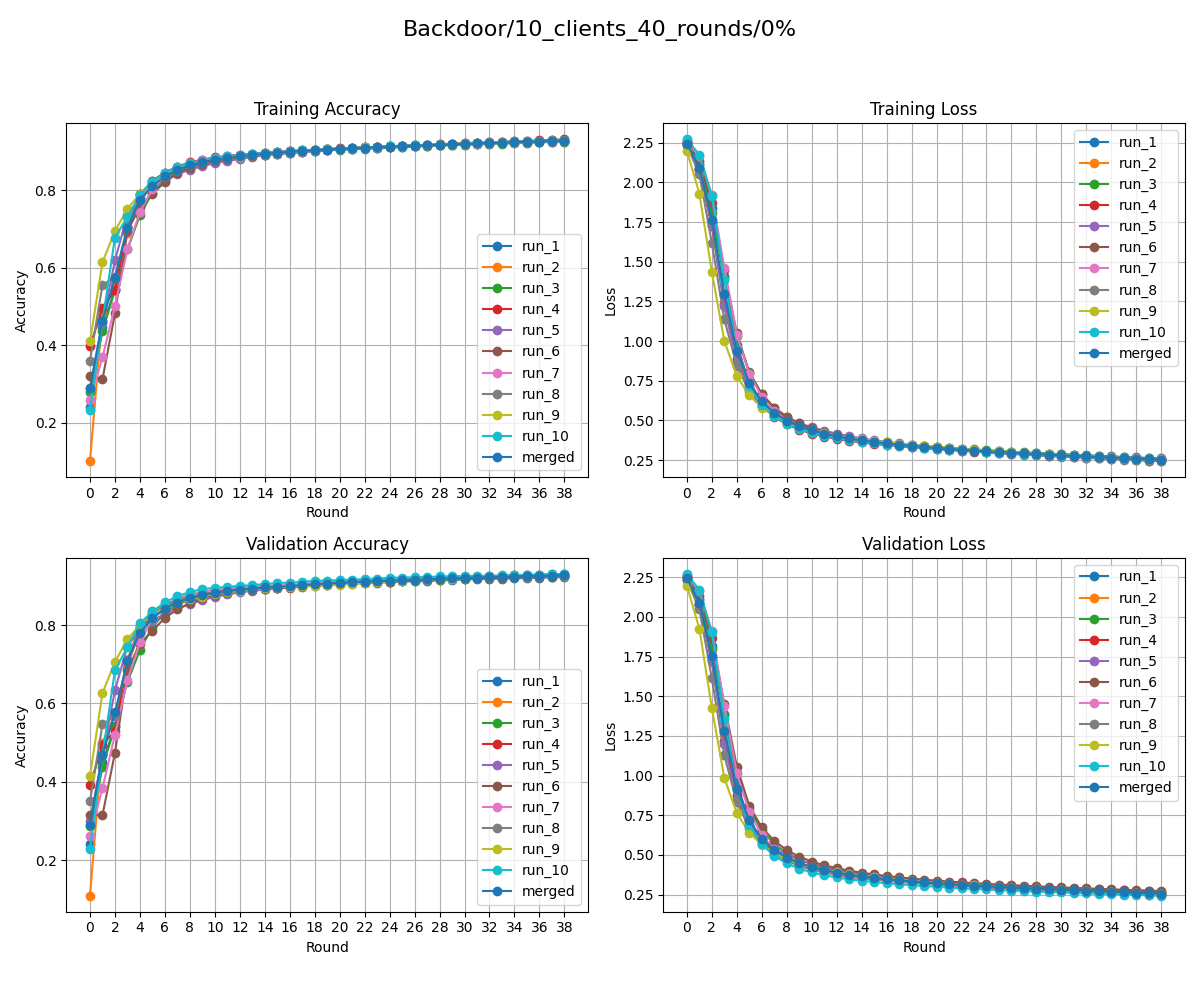 Backdoor/10_clients_40_rounds/0%
Training Accuracy
Accuracy
0.8
0.6
0.4
0.2
run_1
run_2
run_3
run_4
run_5
run_6
run_7
run_8
run_9
run_10
merged
0 2 4 6 8 10 12 14 16 18 20 22 24 26 28 30 32 34 36 38
Round
Training Loss
Loss
2.25
2.00
1.75
1.50
1.25
1.00
0.75
0.50
0.25
run_1
run_2
run_3
run_4
run_5
run_6
run_7
run_8
run_9
run_10
merged
0 2 4 6 8 10 12 14 16 18 20 22 24 26 28 30 32 34 36 38
Round
Validation Accuracy
Accuracy
0.8
0.6
0.4
0.2
run_1
run_2
run_3
run_4
run_5
run_6
run_7
run_8
run_9
run_10
merged
0 2 4 6 8 10 12 14 16 18 20 22 24 26 28 30 32 34 36 38
Round
Validation Loss
Loss
2.25
2.00
1.75
1.50
1.25
1.00
0.75
0.50
0.25
run_1
run_2
run_3
run_4
run_5
run_6
run_7
run_8
run_9
run_10
merged
0 2 4 6 8 10 12 14 16 18 20 22 24 26 28 30 32 34 36 38
Round